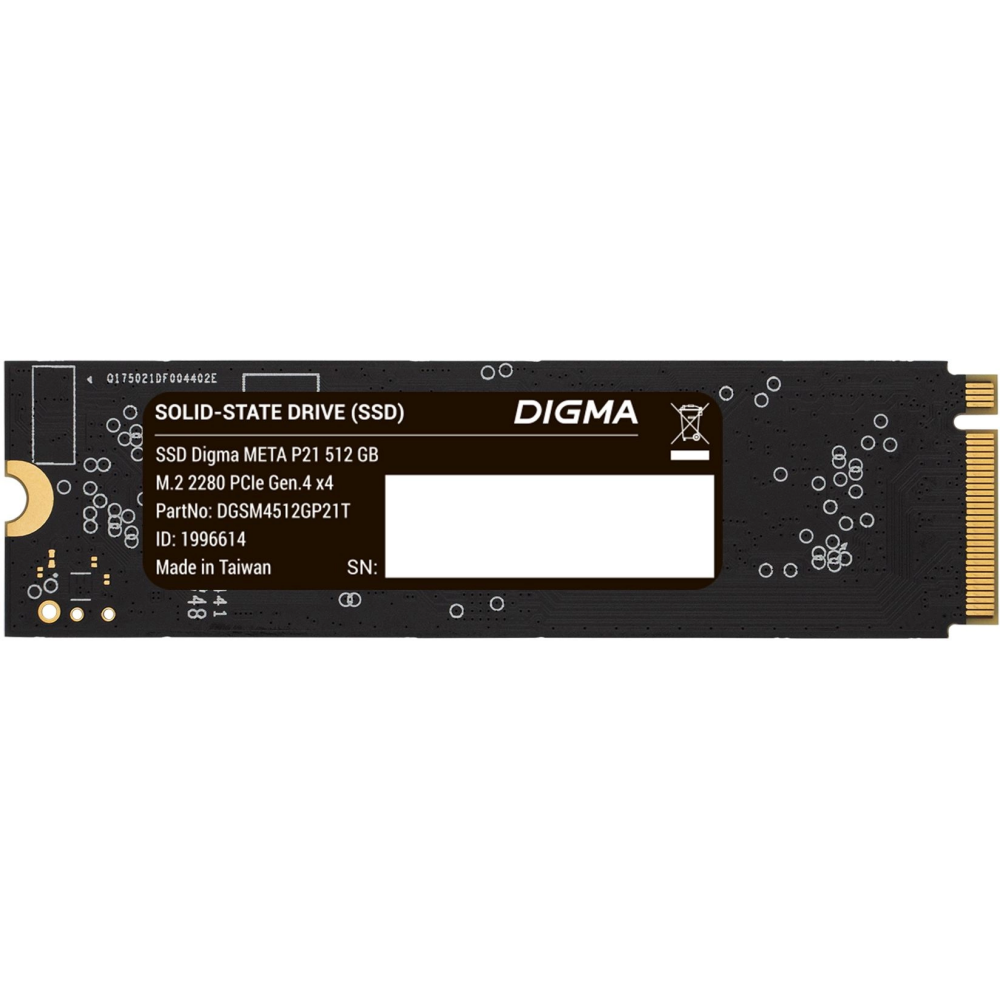 Q175021DF004402E
SOLID-STATE DRIVE (SSD)
DIGMA
SSD Digma META P21 512 GB
M.2 2280 PCIe Gen.4 x4
PartNo: DGSM4512GP21T
ID: 1996614
Made in Taiwan
SN: